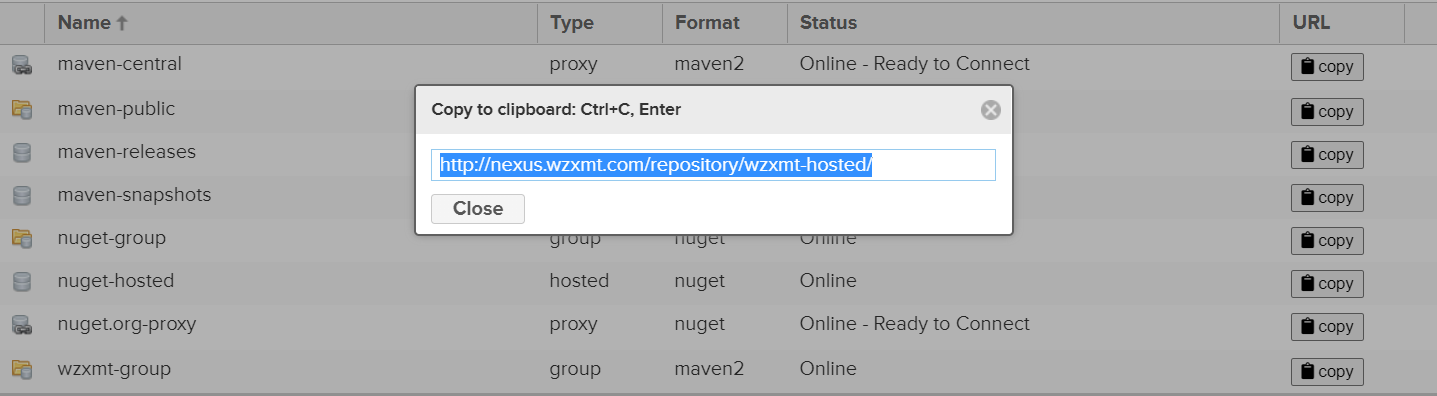 Name Type Format Status URL
maven-central proxy maven2 Online - Ready to Connect copy
maven-public copy
Copy to clipboard: Ctrl+C, Enter
maven-releases copy
http://nexus.wzxmt.com/repository/wzxmt-hosted/
maven-snapshots copy
Close
nuget-group group nuget Online copy
nuget-hosted hosted nuget Online copy
nuget.org-proxy proxy nuget Online - Ready to Connect copy
wzxmt-group group maven2 Online copy